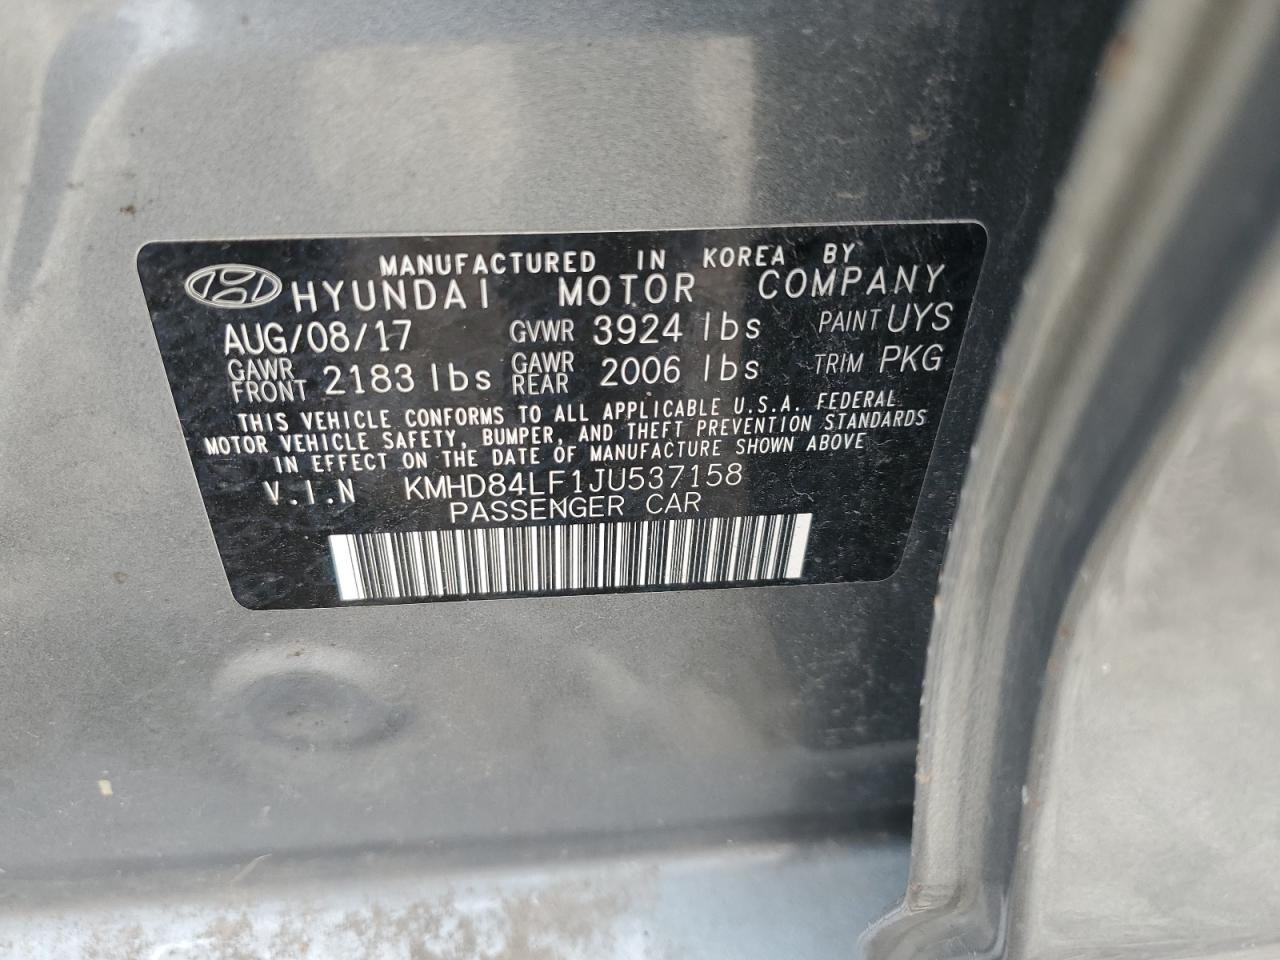 MANUFACTURED IN KOREA BY
HYUNDAI MOTOR COMPANY
AUG/08/17 GVWR 3924 lbs PAINT UYS
GAWR FRONT 2183 lbs GAWR REAR 2006 lbs TRIM PKG
THIS VEHICLE CONFORMS TO ALL APPLICABLE U.S.A. FEDERAL
MOTOR VEHICLE SAFETY, BUMPER, AND THEFT PREVENTION STANDARDS
IN EFFECT ON THE DATE OF MANUFACTURE SHOWN ABOVE
V.I.N KMHD84LF1JU537158
PASSENGER CAR